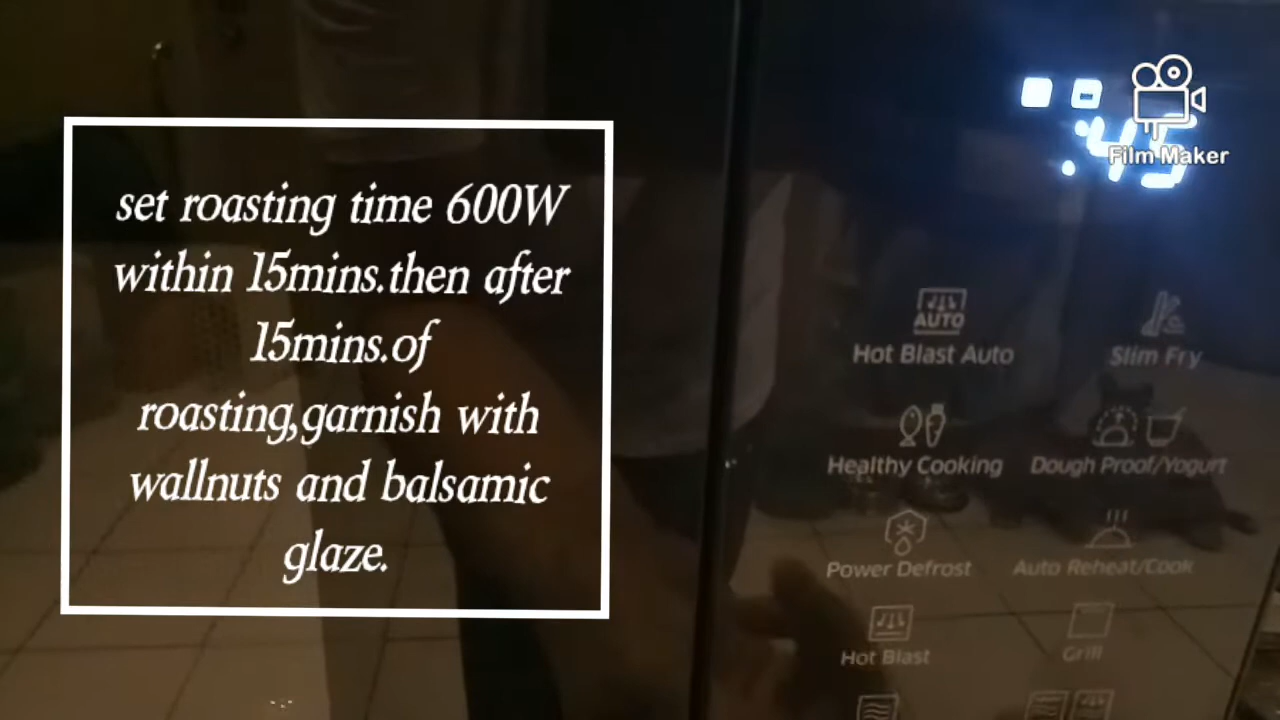 set roasting time 600W
within 15mins.then after
15mins.of
roasting,garnish with
wallnuts and balsamic
glaze.
:45
Film Maker
AUTO
Hot Blast Auto
Slim Fry
Healthy Cooking
Dough Proof/Yogurt
Power Defrost
Auto Reheat/Cook
Hot Blast
Grill